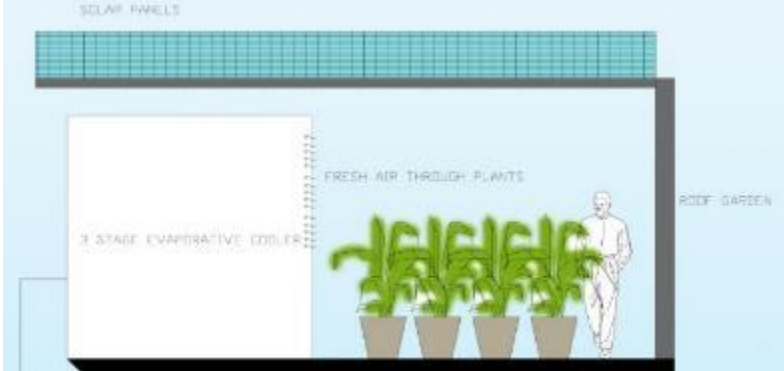 SOLAR PANELS
FRESH AIR THROUGH PLANTS
ROOF GARDEN
3 STAGE EVAPORATIVE COOLER